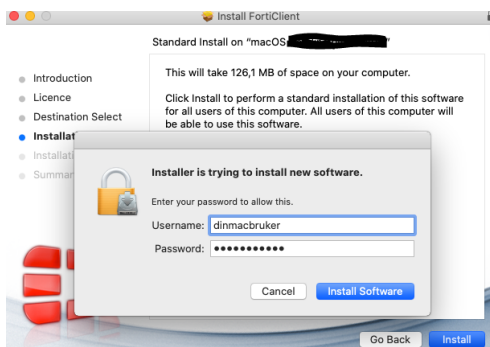 Install FortiClient
Standard Install on “macOS
Introduction
Licence
Destination Select
Installat
Installati
Summar
This will take 126,1 MB of space on your computer.
Click Install to perform a standard installation of this software
for all users of this computer. All users of this computer will
be able to use this software.
Installer is trying to install new software.
Enter your password to allow this.
Username: dinmacbruker
Password: •••••••••••
Cancel Install Software
Go Back Install